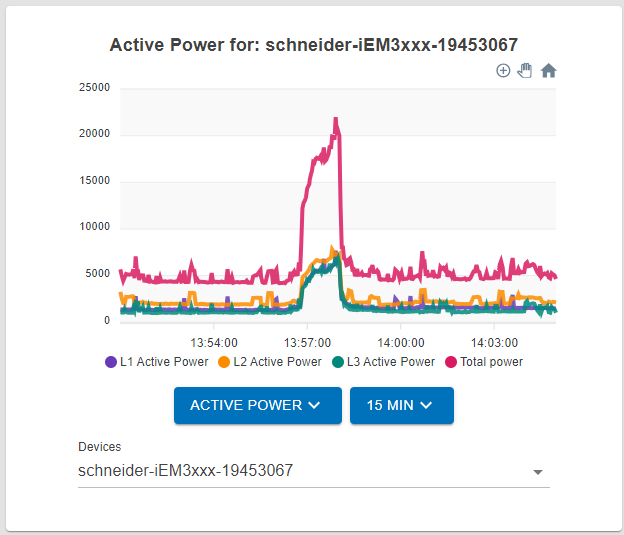 Active Power for: schneider-iEM3xxx-19453067
25000
20000
15000
10000
5000
0
13:54:00 13:57:00 14:00:00 14:03:00
L1 Active Power L2 Active Power L3 Active Power Total power
ACTIVE POWER 15 MIN
Devices
schneider-iEM3xxx-19453067